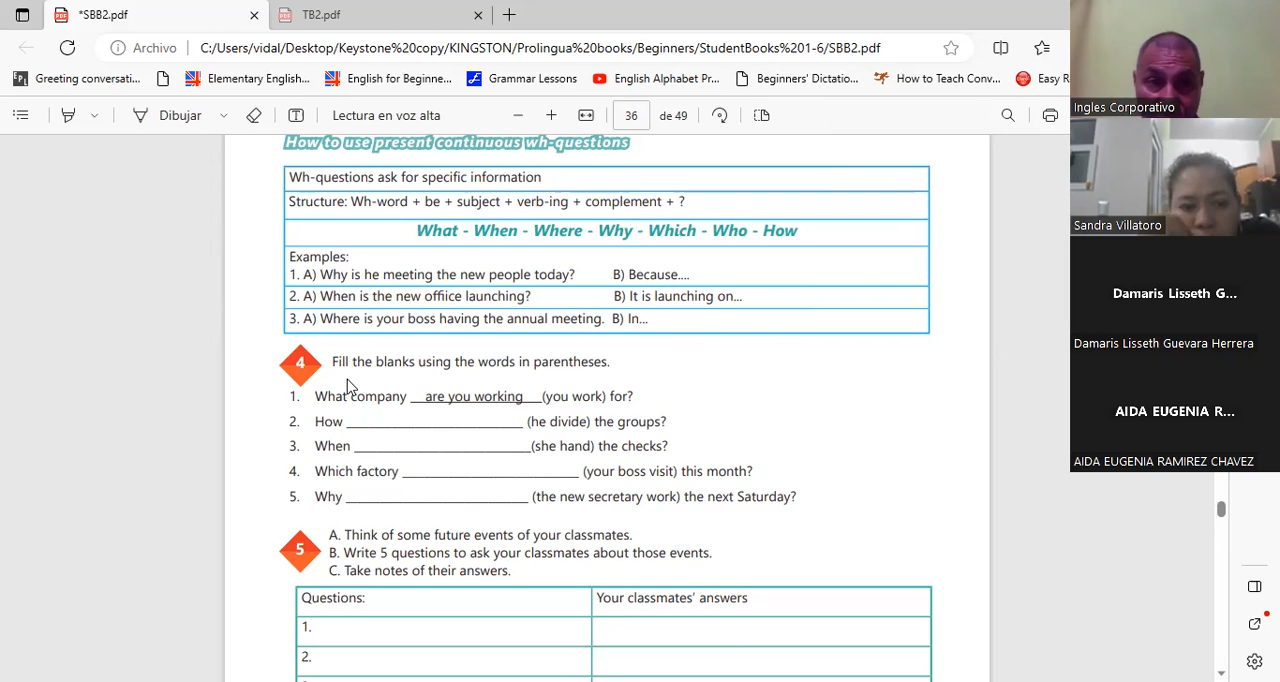 *SBB2.pdf
TB2.pdf
Archivo
C:/Users/vidal/Desktop/Keystone%20copy/KINGSTON/Prolingua%20books/Beginners/StudentBooks%201-6/SBB2.pdf
Greeting conversati...
Elementary English...
English for Beginne...
Grammar Lessons
English Alphabet Pr...
Beginners' Dictatio...
How to Teach Conv...
Easy R
Dibujar
Lectura en voz alta
36
de 49
How to use present continuous wh-questions
Wh-questions ask for specific information
Structure: Wh-word + be + subject + verb-ing + complement + ?
What - When - Where - Why - Which - Who - How
Examples:
1. A) Why is he meeting the new people today? B) Because....
2. A) When is the new office launching? B) It is launching on...
3. A) Where is your boss having the annual meeting. B) In...
4 Fill the blanks using the words in parentheses.
1. What company __are you working__ (you work) for?
2. How ______________________ (he divide) the groups?
3. When ______________________(she hand) the checks?
4. Which factory ______________________ (your boss visit) this month?
5. Why ______________________ (the new secretary work) the next Saturday?
5
A. Think of some future events of your classmates.
B. Write 5 questions to ask your classmates about those events.
C. Take notes of their answers.
Questions: Your classmates' answers
1.
2.
Ingles Corporativo
Sandra Villatoro
Damaris Lisseth G...
Damaris Lisseth Guevara Herrera
AIDA EUGENIA R...
AIDA EUGENIA RAMIREZ CHAVEZ